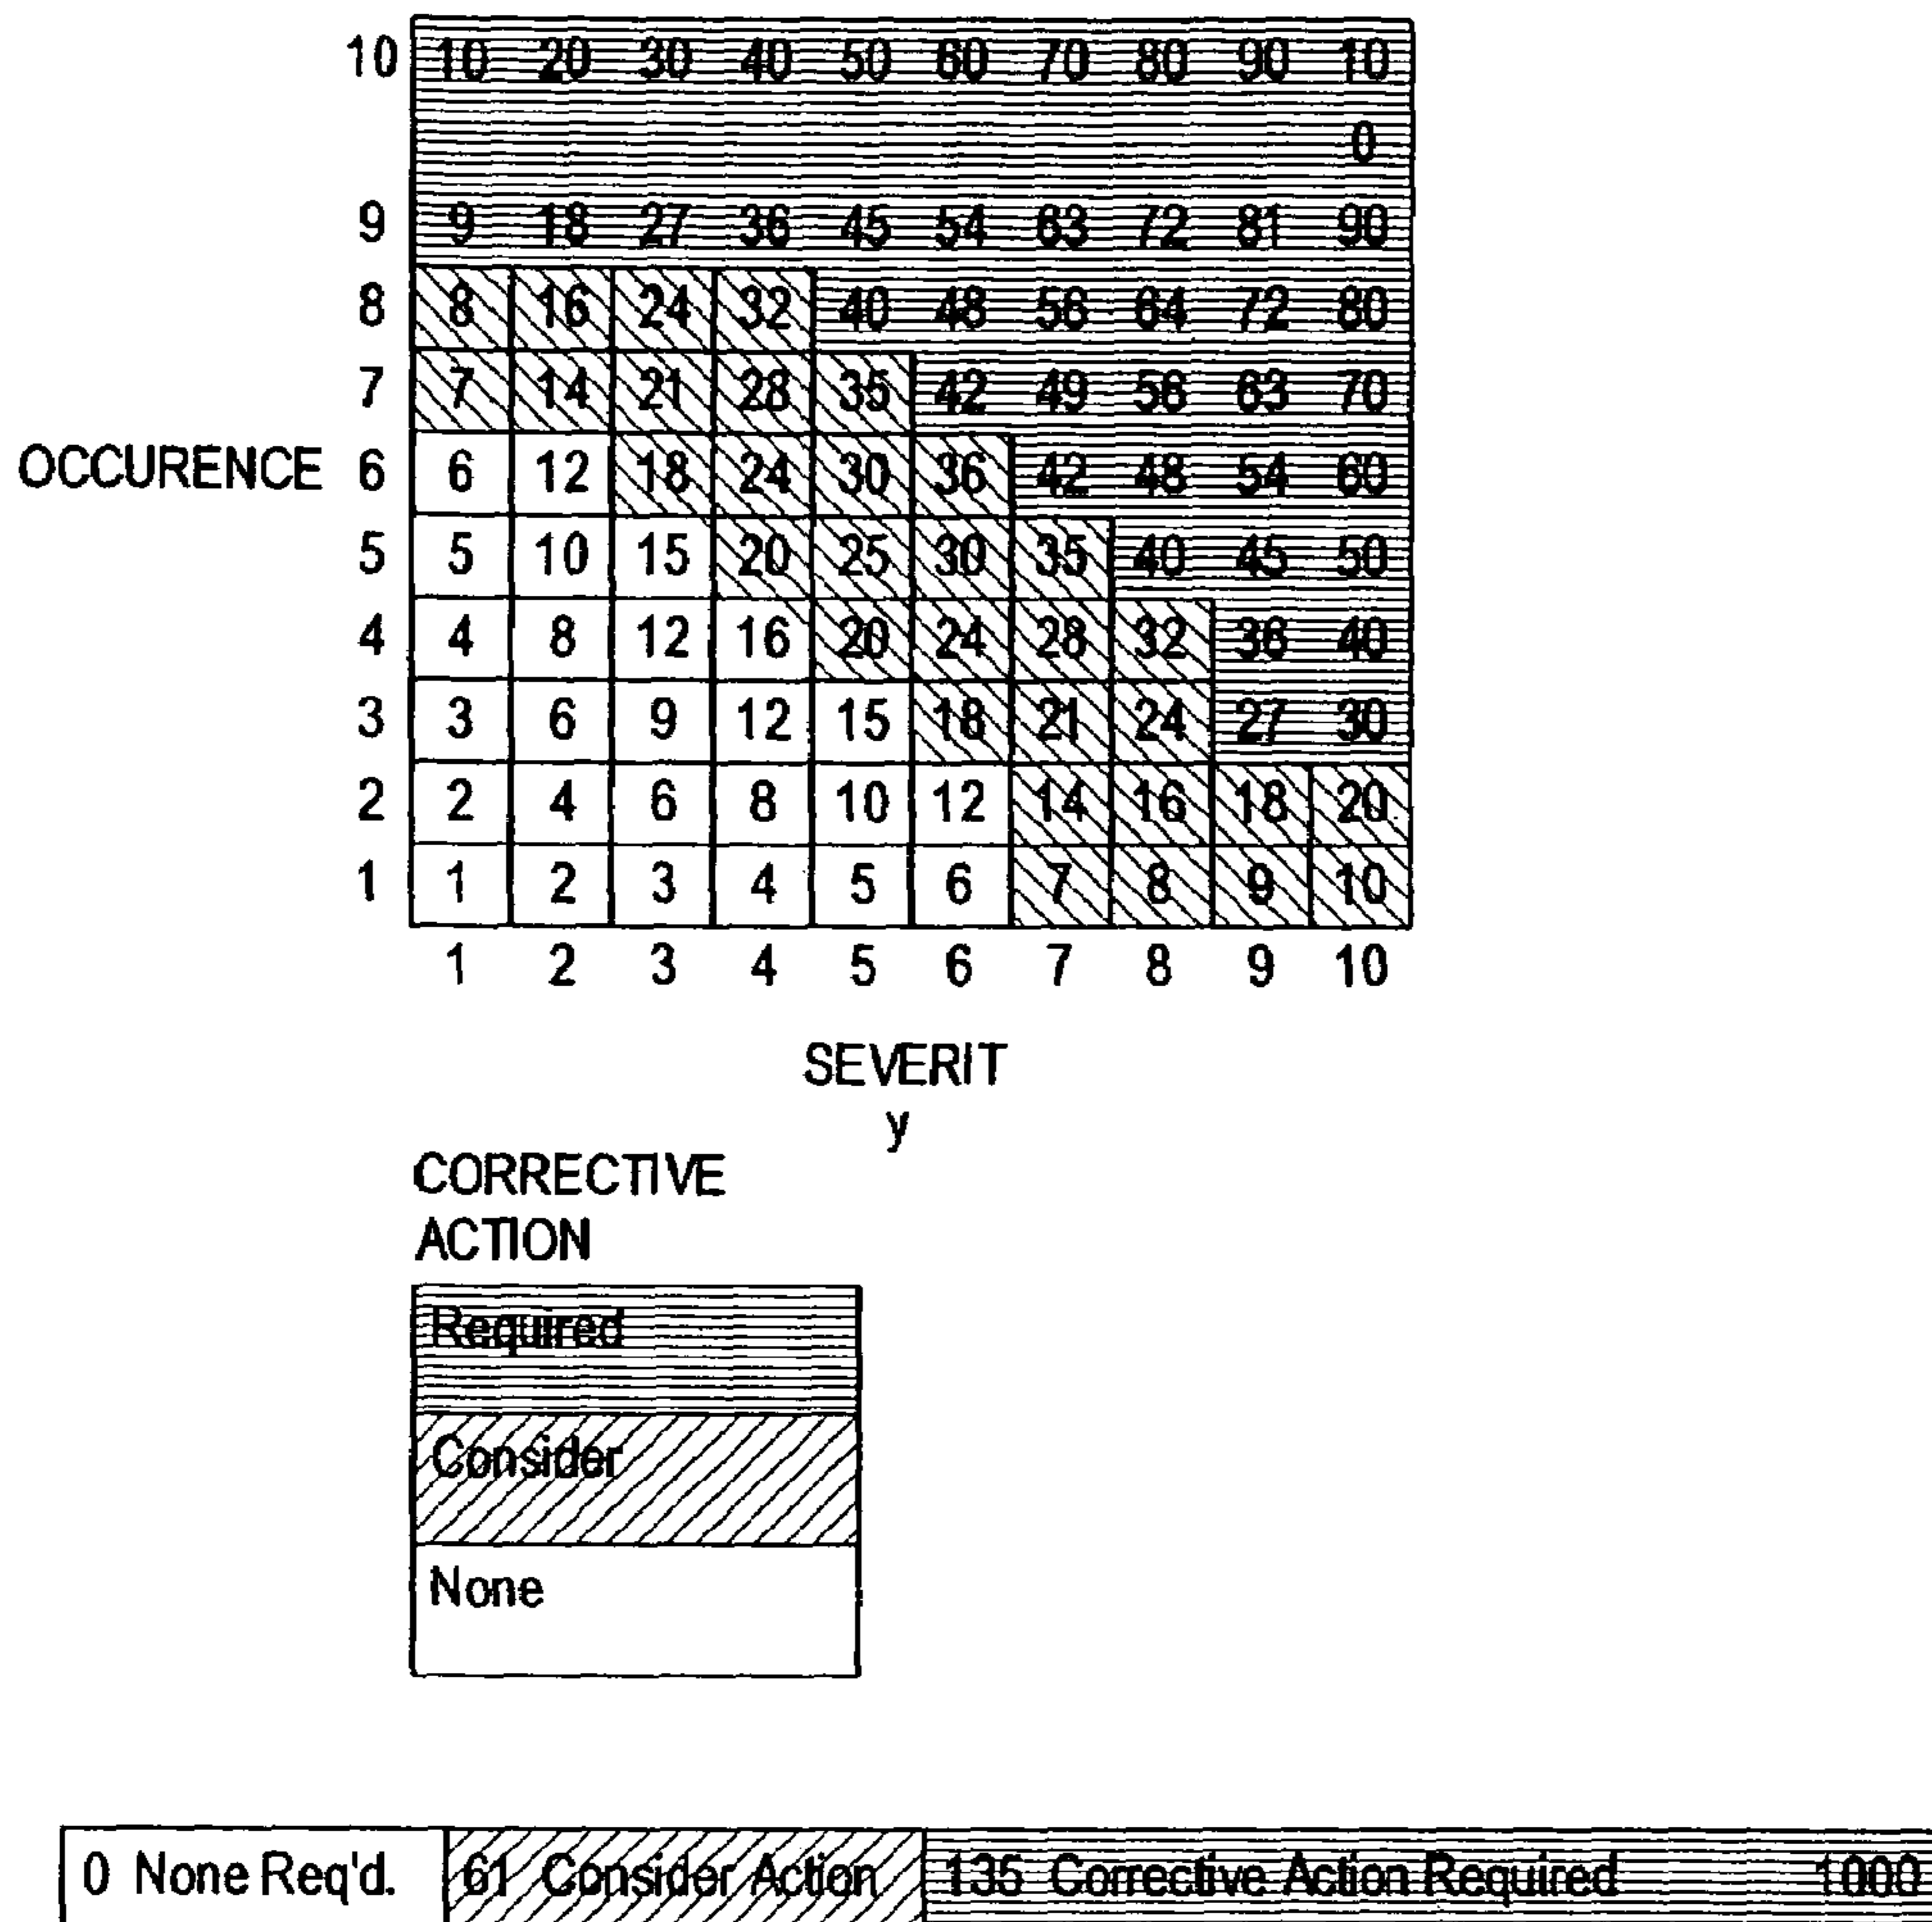 10 10 20 30 40 50 60 70 80 90 10
0
9 9 18 27 36 45 54 63 72 81 90
8 8 16 24 32 40 48 56 64 72 80
7 7 14 21 28 35 42 49 56 63 70
OCCURENCE 6 6 12 18 24 30 36 42 48 54 60
5 5 10 15 20 25 30 35 40 45 50
4 4 8 12 16 20 24 28 32 36 40
3 3 6 9 12 15 18 21 24 27 30
2 2 4 6 8 10 12 14 16 18 20
1 1 2 3 4 5 6 7 8 9 10
1 2 3 4 5 6 7 8 9 10
SEVERIT
y
CORRECTIVE
ACTION
Required
Consider
None
0 None Req'd. 61 Consider Action 135 Corrective Action Required 1000